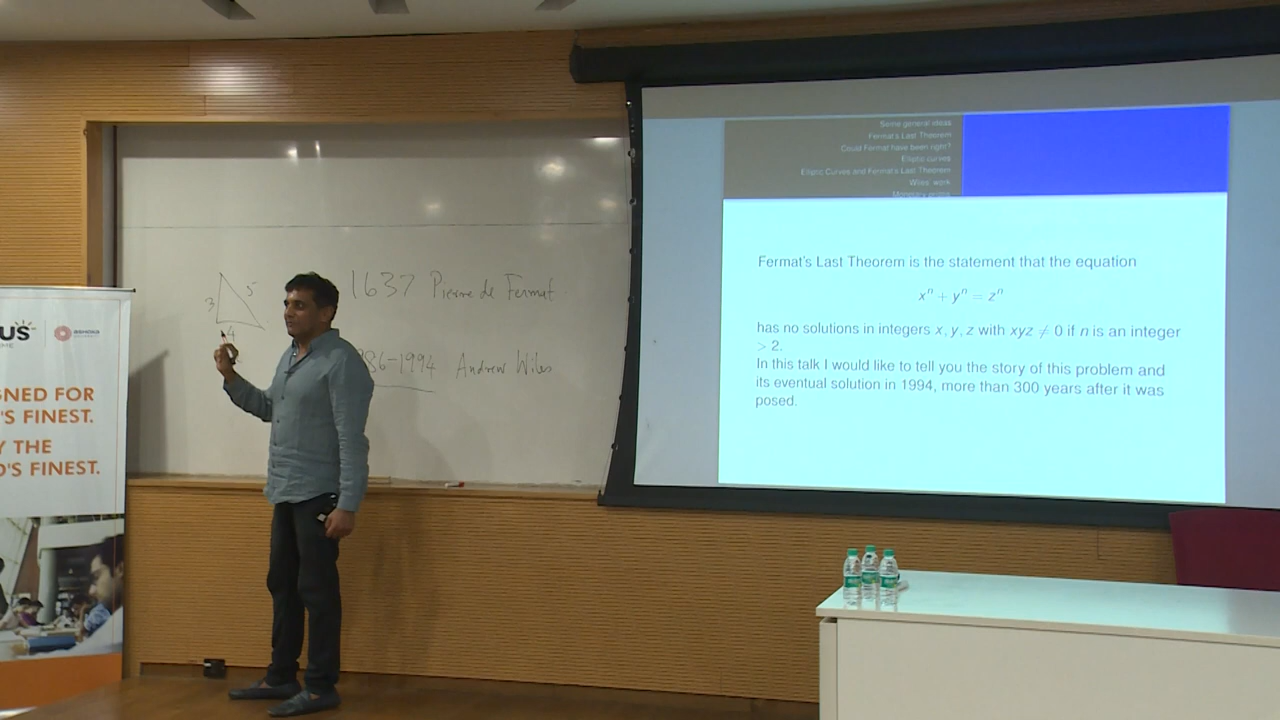 US
ASHOKA
UNIVERSITY
GNED FOR
'S FINEST.
Y THE
D'S FINEST.
3
5
4
1637 Pierre de Fermat
86-1994 Andrew Wiles
Some general ideas
Fermat's Last Theorem
Could Fermat have been right?
Elliptic curves
Elliptic Curves and Fermat's Last Theorem
Wiles' work
Fermat's Last Theorem is the statement that the equation
xⁿ + yⁿ = zⁿ
has no solutions in integers x, y, z with xyz ≠ 0 if n is an integer
> 2.
In this talk I would like to tell you the story of this problem and
its eventual solution in 1994, more than 300 years after it was
posed.